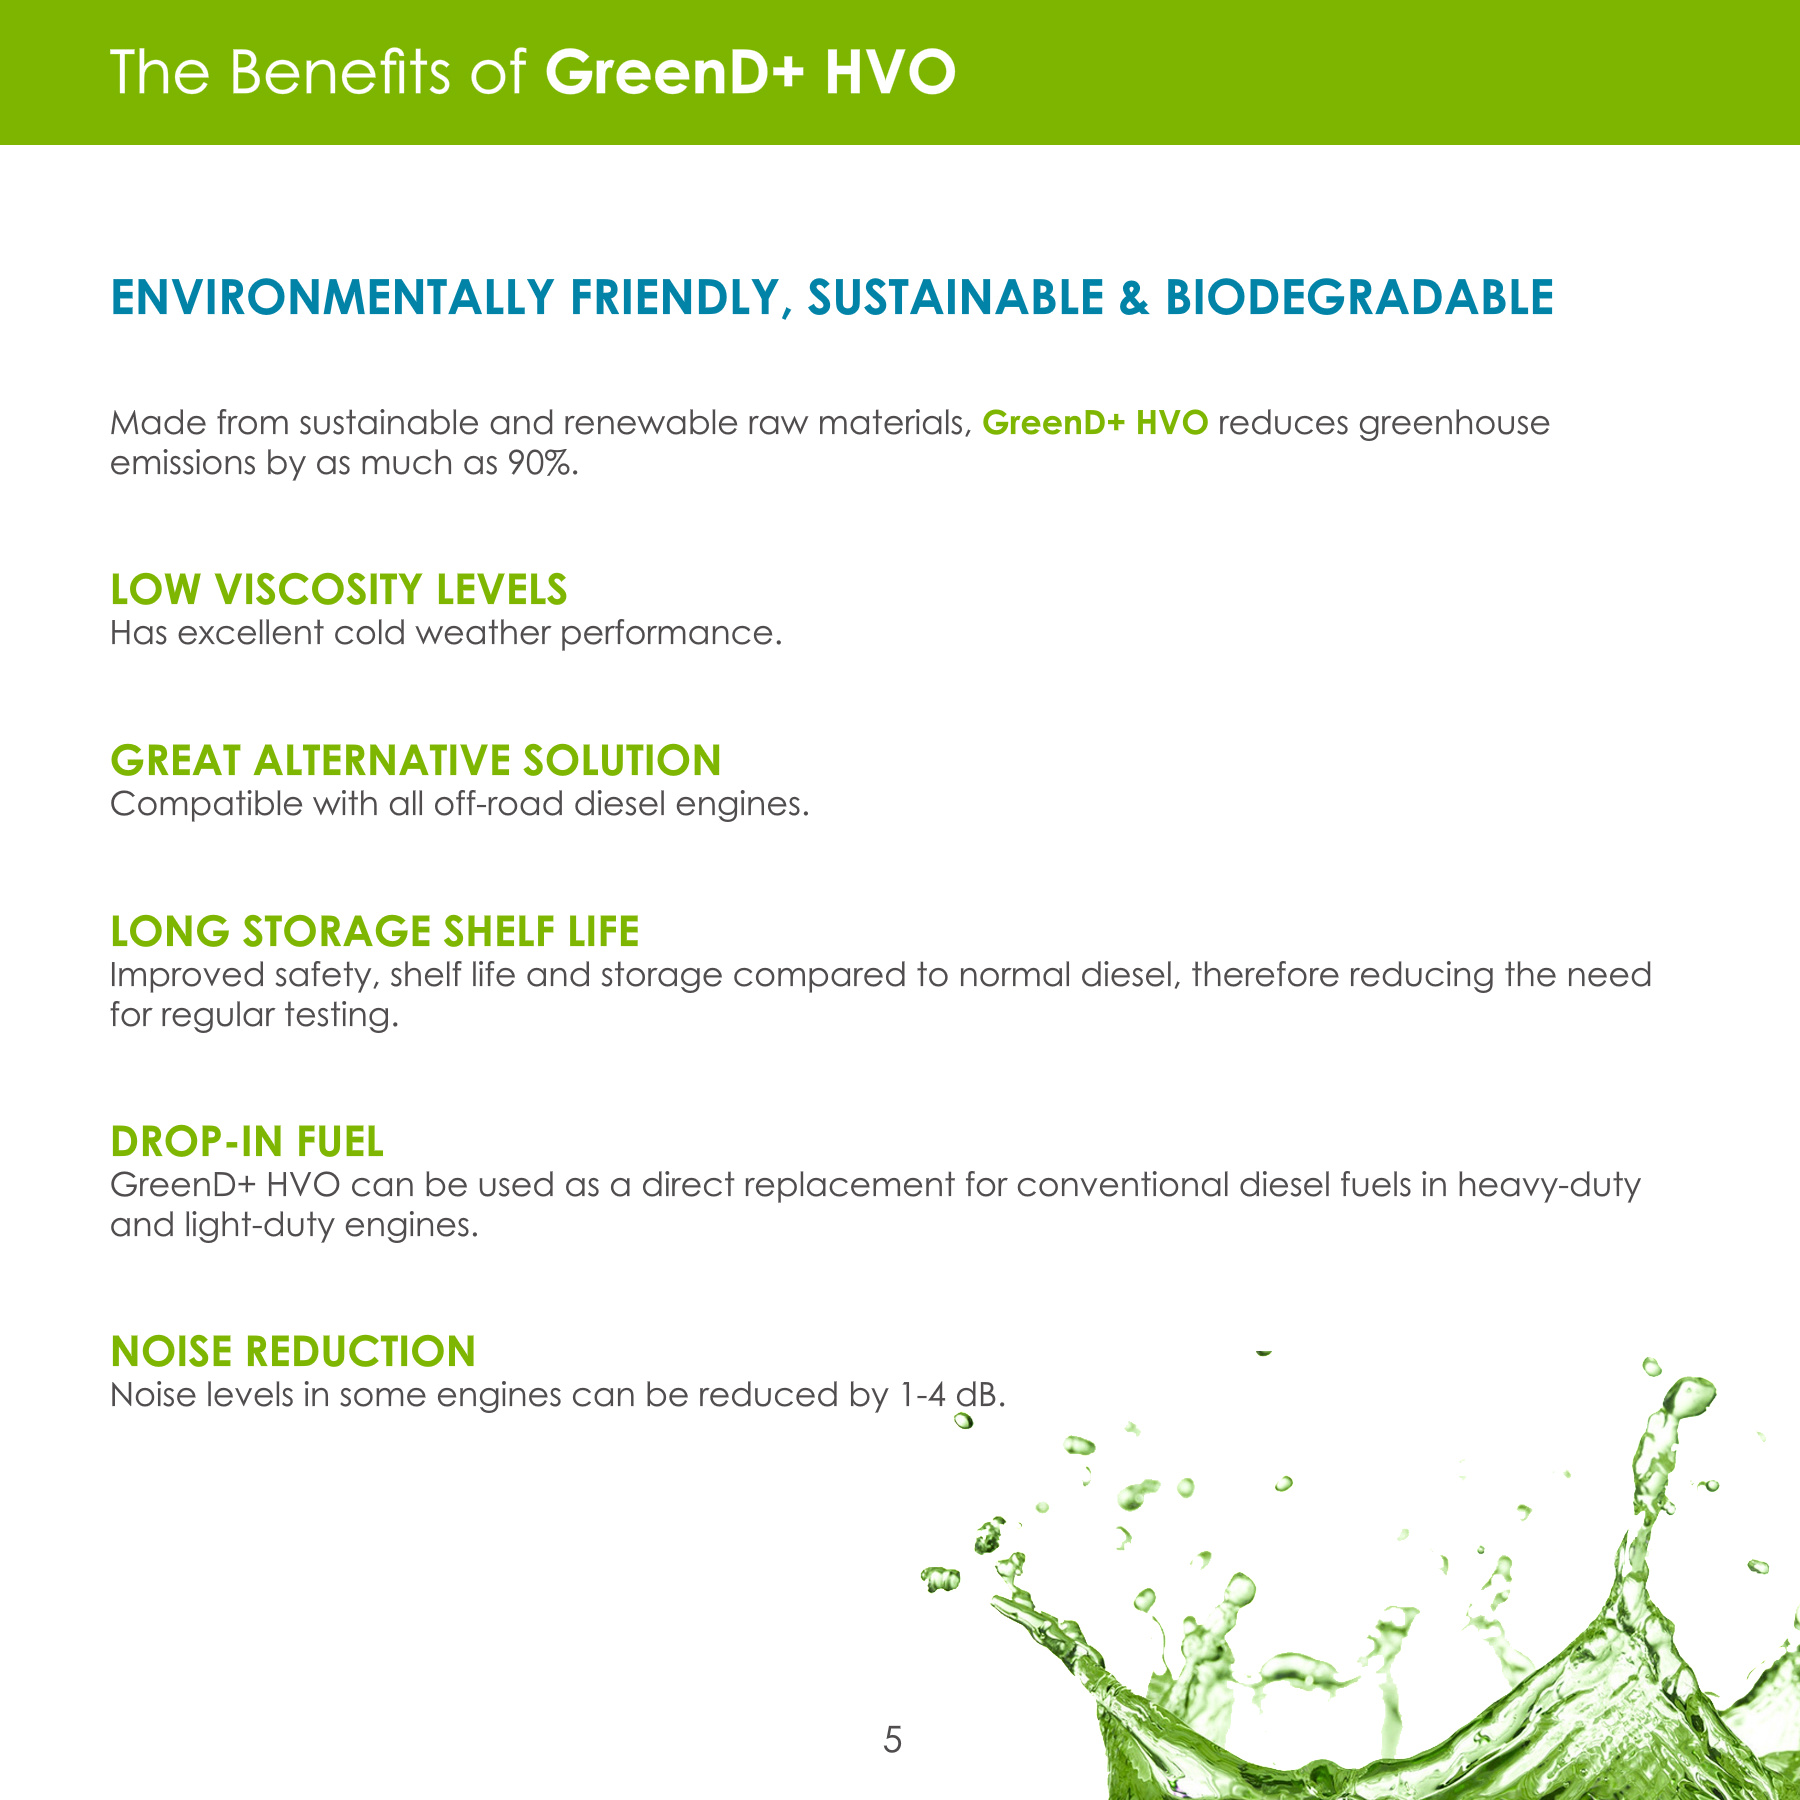 The Benefits of GreenD+ HVO
ENVIRONMENTALLY FRIENDLY, SUSTAINABLE & BIODEGRADABLE
Made from sustainable and renewable raw materials, GreenD+ HVO reduces greenhouse
emissions by as much as 90%.
LOW VISCOSITY LEVELS
Has excellent cold weather performance.
GREAT ALTERNATIVE SOLUTION
Compatible with all off-road diesel engines.
LONG STORAGE SHELF LIFE
Improved safety, shelf life and storage compared to normal diesel, therefore reducing the need
for regular testing.
DROP-IN FUEL
GreenD+ HVO can be used as a direct replacement for conventional diesel fuels in heavy-duty
and light-duty engines.
NOISE REDUCTION
Noise levels in some engines can be reduced by 1-4 dB.
5